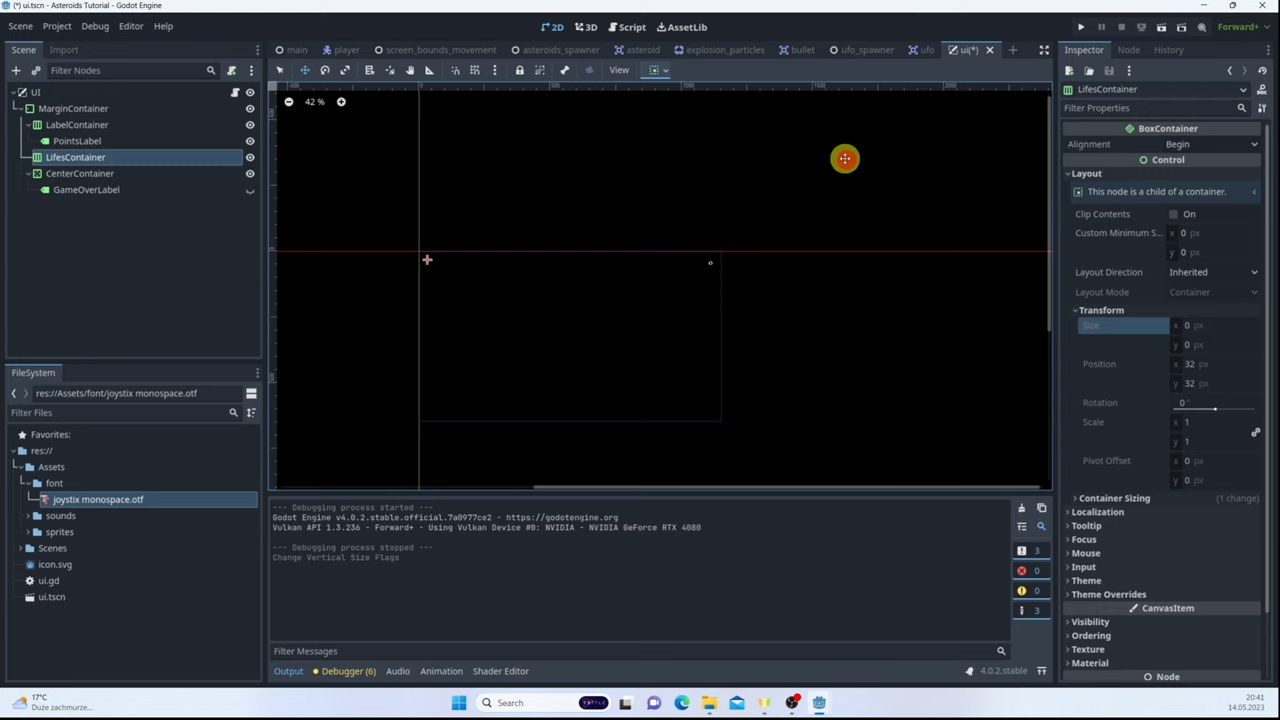 (*) ui.tscn - Asteroids Tutorial - Godot Engine
Scene Project Debug Editor Help
2D 3D Script AssetLib
Forward+
Scene Import
main player screen_bounds_movement asteroids_spawner asteroid explosion_particles bullet ufo_spawner ufo ui(*)
Inspector Node History
Filter Nodes
View
UI
MarginContainer
LabelContainer
PointsLabel
LifesContainer
CenterContainer
GameOverLabel
42 %
1000
1500
2000
LifesContainer
Filter Properties
BoxContainer
Alignment Begin
Control
Layout
This node is a child of a container.
Clip Contents On
Custom Minimum S... x 0 px
y 0 px
Layout Direction Inherited
Layout Mode Container
Transform
Size x 0 px
y 0 px
Position x 32 px
y 32 px
Rotation 0 °
Scale x 1
y 1
Pivot Offset x 0 px
y 0 px
Container Sizing (1 change)
Localization
Tooltip
Focus
Mouse
Input
Theme
Theme Overrides
CanvasItem
Visibility
Ordering
Texture
Material
Node
FileSystem
res://Assets/font/joystix monospace.otf
Filter Files
Favorites:
res://
Assets
font
joystix monospace.otf
sounds
sprites
Scenes
icon.svg
ui.gd
ui.tscn
--- Debugging process started ---
Godot Engine v4.0.2.stable.official.7a0977ce2 - https://godotengine.org
Vulkan API 1.3.236 - Forward+ - Using Vulkan Device #0: NVIDIA - NVIDIA GeForce RTX 4080
--- Debugging process stopped ---
Change Vertical Size Flags
3
0
0
3
Filter Messages
Output Debugger (6) Audio Animation Shader Editor
4.0.2.stable
17°C
Duże zachmurze...
Search
20:41
14.05.2023